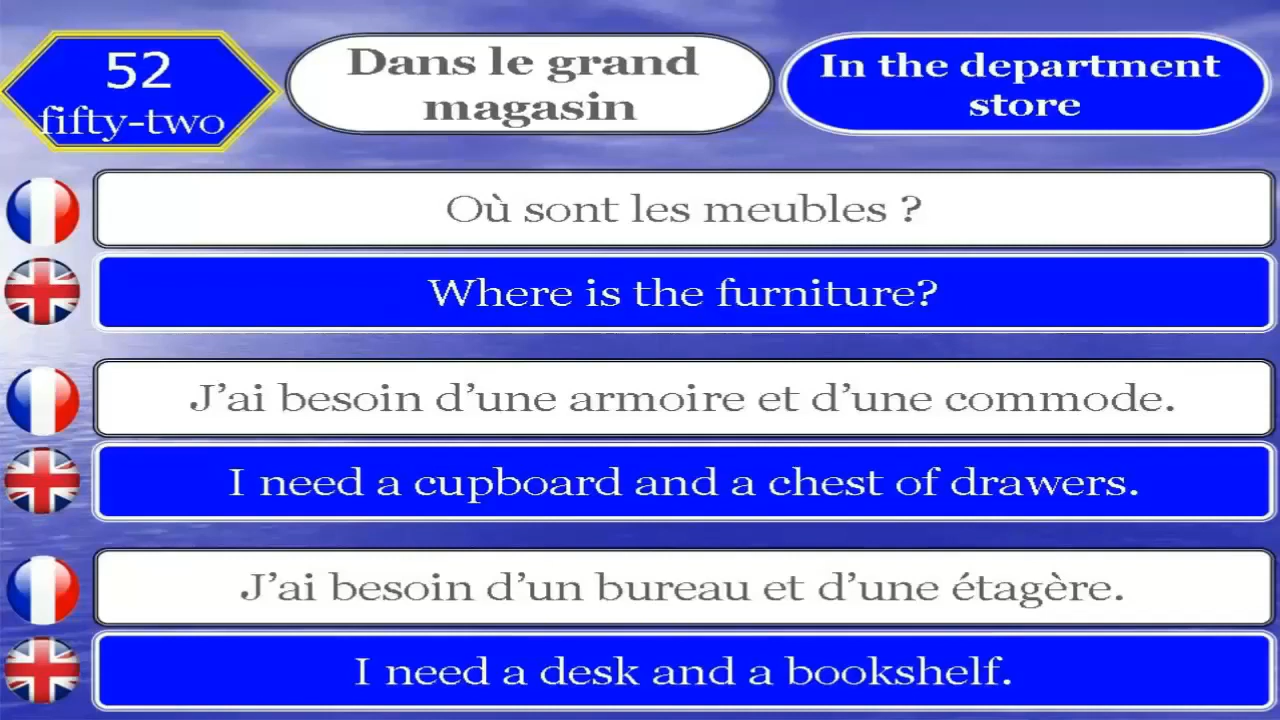 52
fifty-two
Dans le grand
magasin
In the department
store
Où sont les meubles ?
Where is the furniture?
J’ai besoin d’une armoire et d’une commode.
I need a cupboard and a chest of drawers.
J’ai besoin d’un bureau et d’une étagère.
I need a desk and a bookshelf.